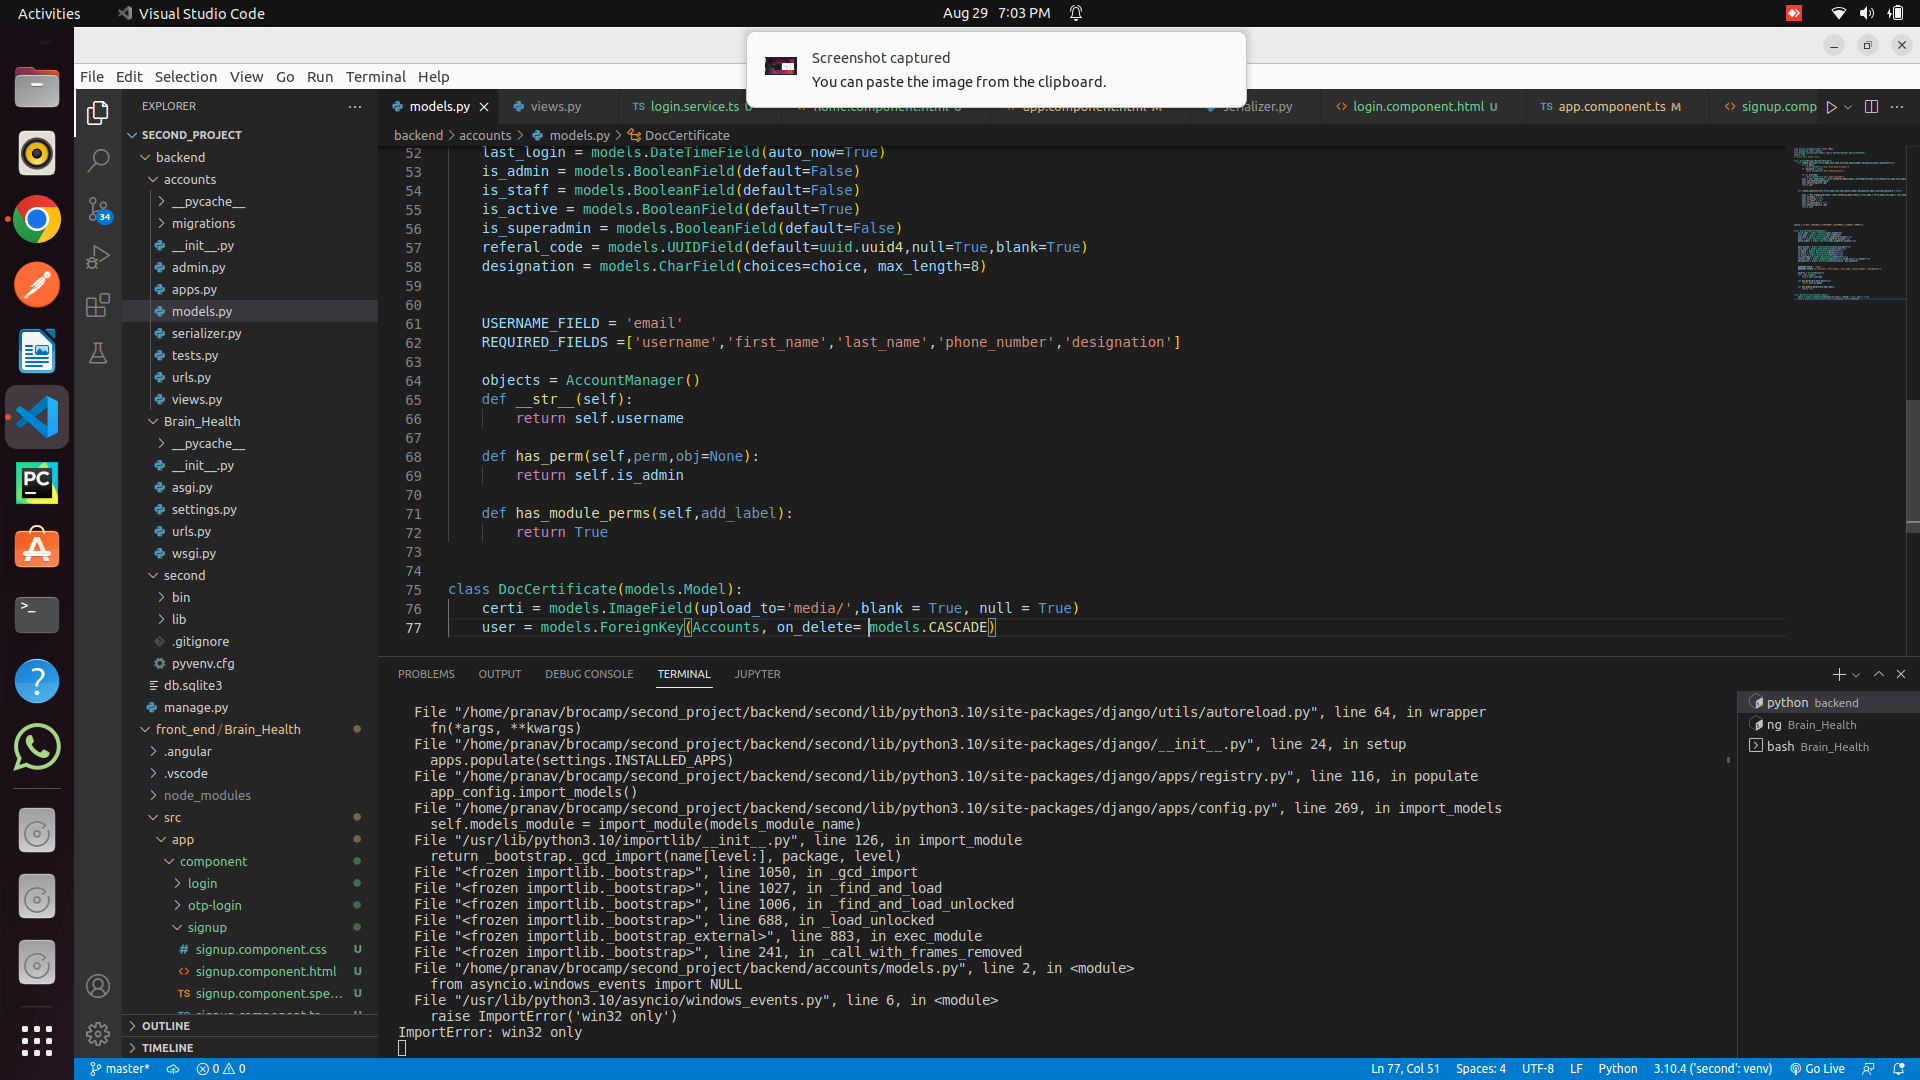 Activities
Visual Studio Code
Aug 29 7:03 PM
Screenshot captured
You can paste the image from the clipboard.
File Edit Selection View Go Run Terminal Help
EXPLORER
models.py
views.py
TS login.service.ts U
serializer.py
login.component.html U
TS app.component.ts M
signup.comp
backend > accounts > models.py > DocCertificate
SECOND_PROJECT
backend
accounts
__pycache__
migrations
__init__.py
admin.py
apps.py
models.py
serializer.py
tests.py
urls.py
views.py
Brain_Health
__pycache__
__init__.py
asgi.py
settings.py
urls.py
wsgi.py
second
bin
lib
.gitignore
pyvenv.cfg
db.sqlite3
manage.py
front_end / Brain_Health
.angular
.vscode
node_modules
src
app
component
login
otp-login
signup
# signup.component.css U
signup.component.html U
TS signup.component.spe... U
OUTLINE
TIMELINE
34
52 last_login = models.DateTimeField(auto_now=True)
53 is_admin = models.BooleanField(default=False)
54 is_staff = models.BooleanField(default=False)
55 is_active = models.BooleanField(default=True)
56 is_superadmin = models.BooleanField(default=False)
57 referal_code = models.UUIDField(default=uuid.uuid4,null=True,blank=True)
58 designation = models.CharField(choices=choice, max_length=8)
59
60
61 USERNAME_FIELD = 'email'
62 REQUIRED_FIELDS =['username','first_name','last_name','phone_number','designation']
63
64 objects = AccountManager()
65 def __str__(self):
66 return self.username
67
68 def has_perm(self,perm,obj=None):
69 return self.is_admin
70
71 def has_module_perms(self,add_label):
72 return True
73
74
75 class DocCertificate(models.Model):
76 certi = models.ImageField(upload_to='media/',blank = True, null = True)
77 user = models.ForeignKey(Accounts, on_delete= models.CASCADE)
PROBLEMS OUTPUT DEBUG CONSOLE TERMINAL JUPYTER
File "/home/pranav/brocamp/second_project/backend/second/lib/python3.10/site-packages/django/utils/autoreload.py", line 64, in wrapper
fn(*args, **kwargs)
File "/home/pranav/brocamp/second_project/backend/second/lib/python3.10/site-packages/django/__init__.py", line 24, in setup
apps.populate(settings.INSTALLED_APPS)
File "/home/pranav/brocamp/second_project/backend/second/lib/python3.10/site-packages/django/apps/registry.py", line 116, in populate
app_config.import_models()
File "/home/pranav/brocamp/second_project/backend/second/lib/python3.10/site-packages/django/apps/config.py", line 269, in import_models
self.models_module = import_module(models_module_name)
File "/usr/lib/python3.10/importlib/__init__.py", line 126, in import_module
return _bootstrap._gcd_import(name[level:], package, level)
File "<frozen importlib._bootstrap>", line 1050, in _gcd_import
File "<frozen importlib._bootstrap>", line 1027, in _find_and_load
File "<frozen importlib._bootstrap>", line 1006, in _find_and_load_unlocked
File "<frozen importlib._bootstrap>", line 688, in _load_unlocked
File "<frozen importlib._bootstrap_external>", line 883, in exec_module
File "<frozen importlib._bootstrap>", line 241, in _call_with_frames_removed
File "/home/pranav/brocamp/second_project/backend/accounts/models.py", line 2, in <module>
from asyncio.windows_events import NULL
File "/usr/lib/python3.10/asyncio/windows_events.py", line 6, in <module>
raise ImportError('win32 only')
ImportError: win32 only
python backend
ng Brain_Health
bash Brain_Health
master*
0 0
Ln 77, Col 51
Spaces: 4
UTF-8
LF
Python
3.10.4 ('second': venv)
Go Live